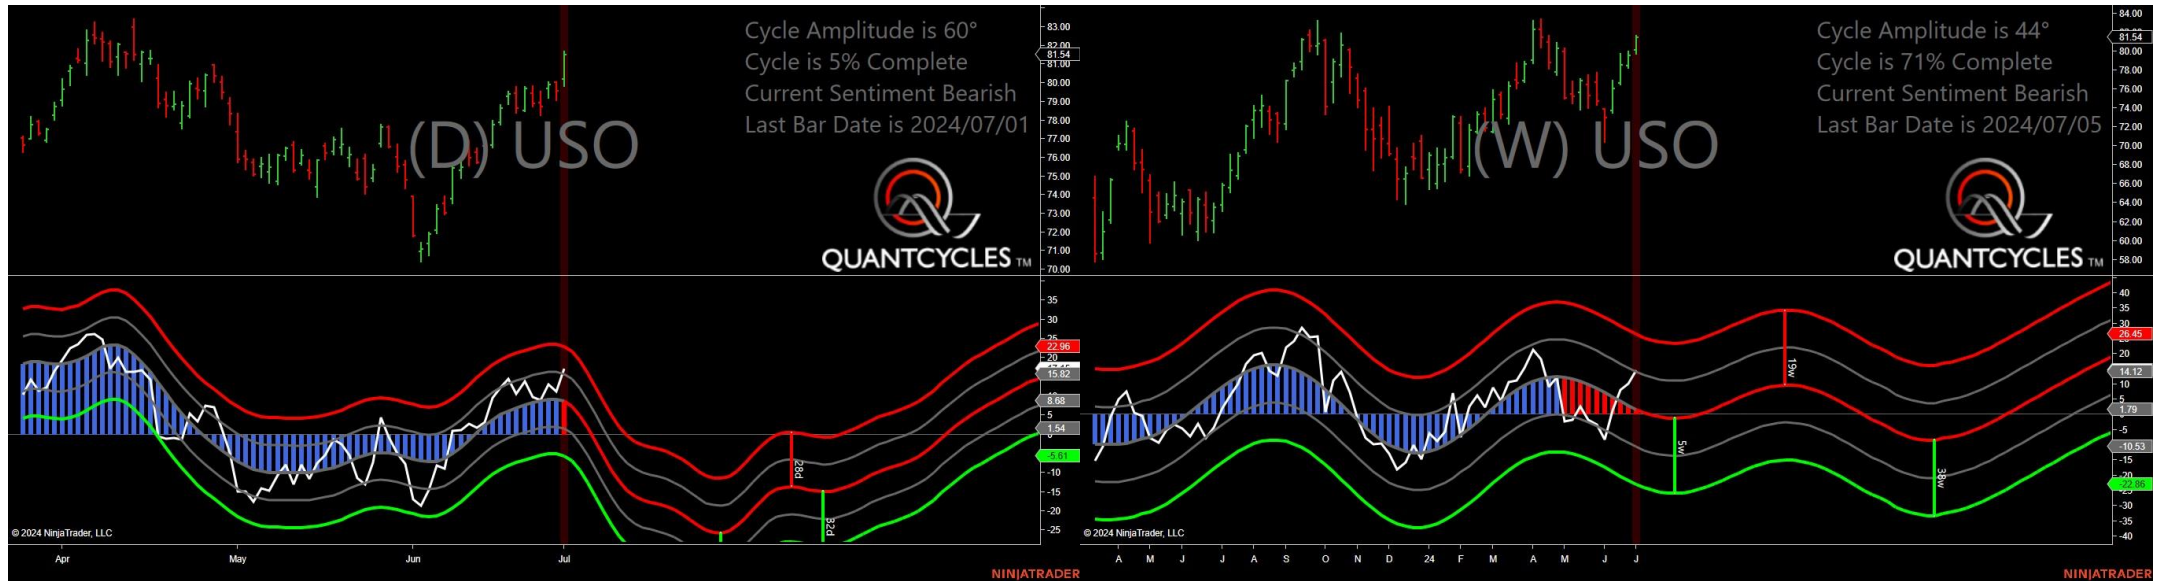 Cycle Amplitude is 60°
Cycle is 5% Complete
Current Sentiment Bearish
Last Bar Date is 2024/07/01
(D) USO
QUANTCYCLES TM
83.00
82.00
81.54
81.00
80.00
79.00
78.00
77.00
76.00
75.00
74.00
73.00
72.00
71.00
70.00
35
30
25
22.96
20
15.82
8.68
5
1.54
0
-5.61
-10
-15
-20
-25
28d
32d
© 2024 NinjaTrader, LLC
Apr May Jun Jul
NINJATRADER
Cycle Amplitude is 44°
Cycle is 71% Complete
Current Sentiment Bearish
Last Bar Date is 2024/07/05
(W) USO
QUANTCYCLES TM
84.00
81.54
80.00
78.00
76.00
74.00
72.00
70.00
68.00
66.00
64.00
62.00
60.00
58.00
40
35
30
26.45
20
14.12
10
5
1.79
-5
-10.53
-15
-20
-22.86
-25
-30
-35
-40
19w
5w
38w
© 2024 NinjaTrader, LLC
A M J J A S O N D 24 F M A M J J
NINJATRADER